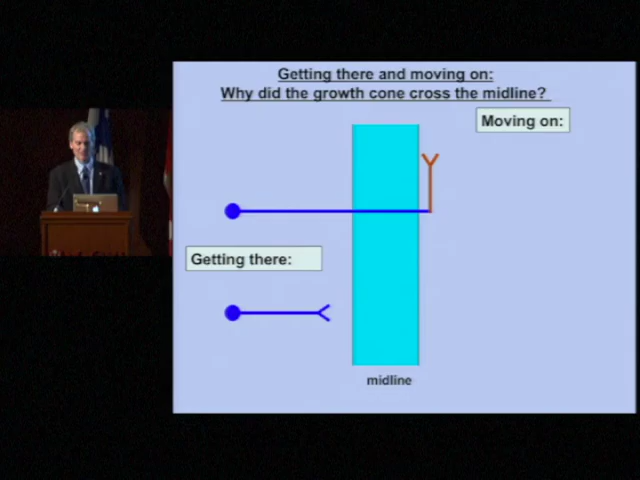 Getting there and moving on:
Why did the growth cone cross the midline?
Moving on:
Getting there:
midline